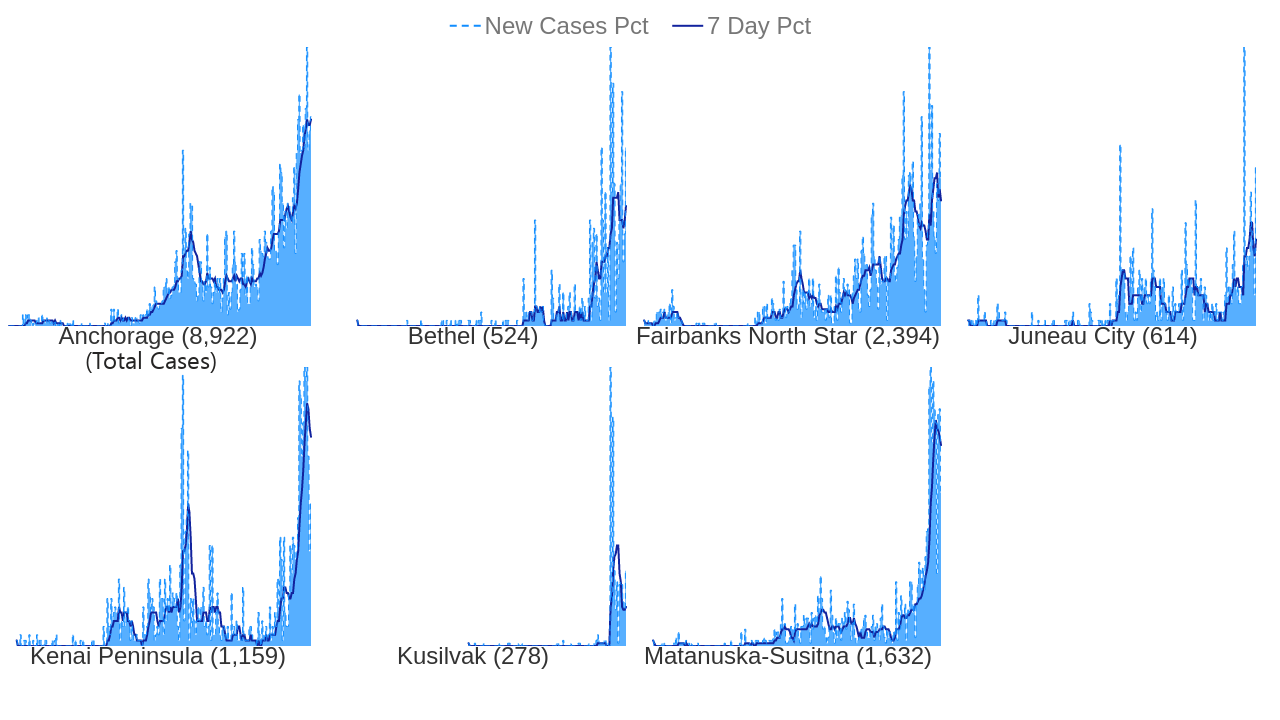 New Cases Pct 7 Day Pct
Anchorage (8,922)
(Total Cases)
Bethel (524)
Fairbanks North Star (2,394)
Juneau City (614)
Kenai Peninsula (1,159)
Kusilvak (278)
Matanuska-Susitna (1,632)